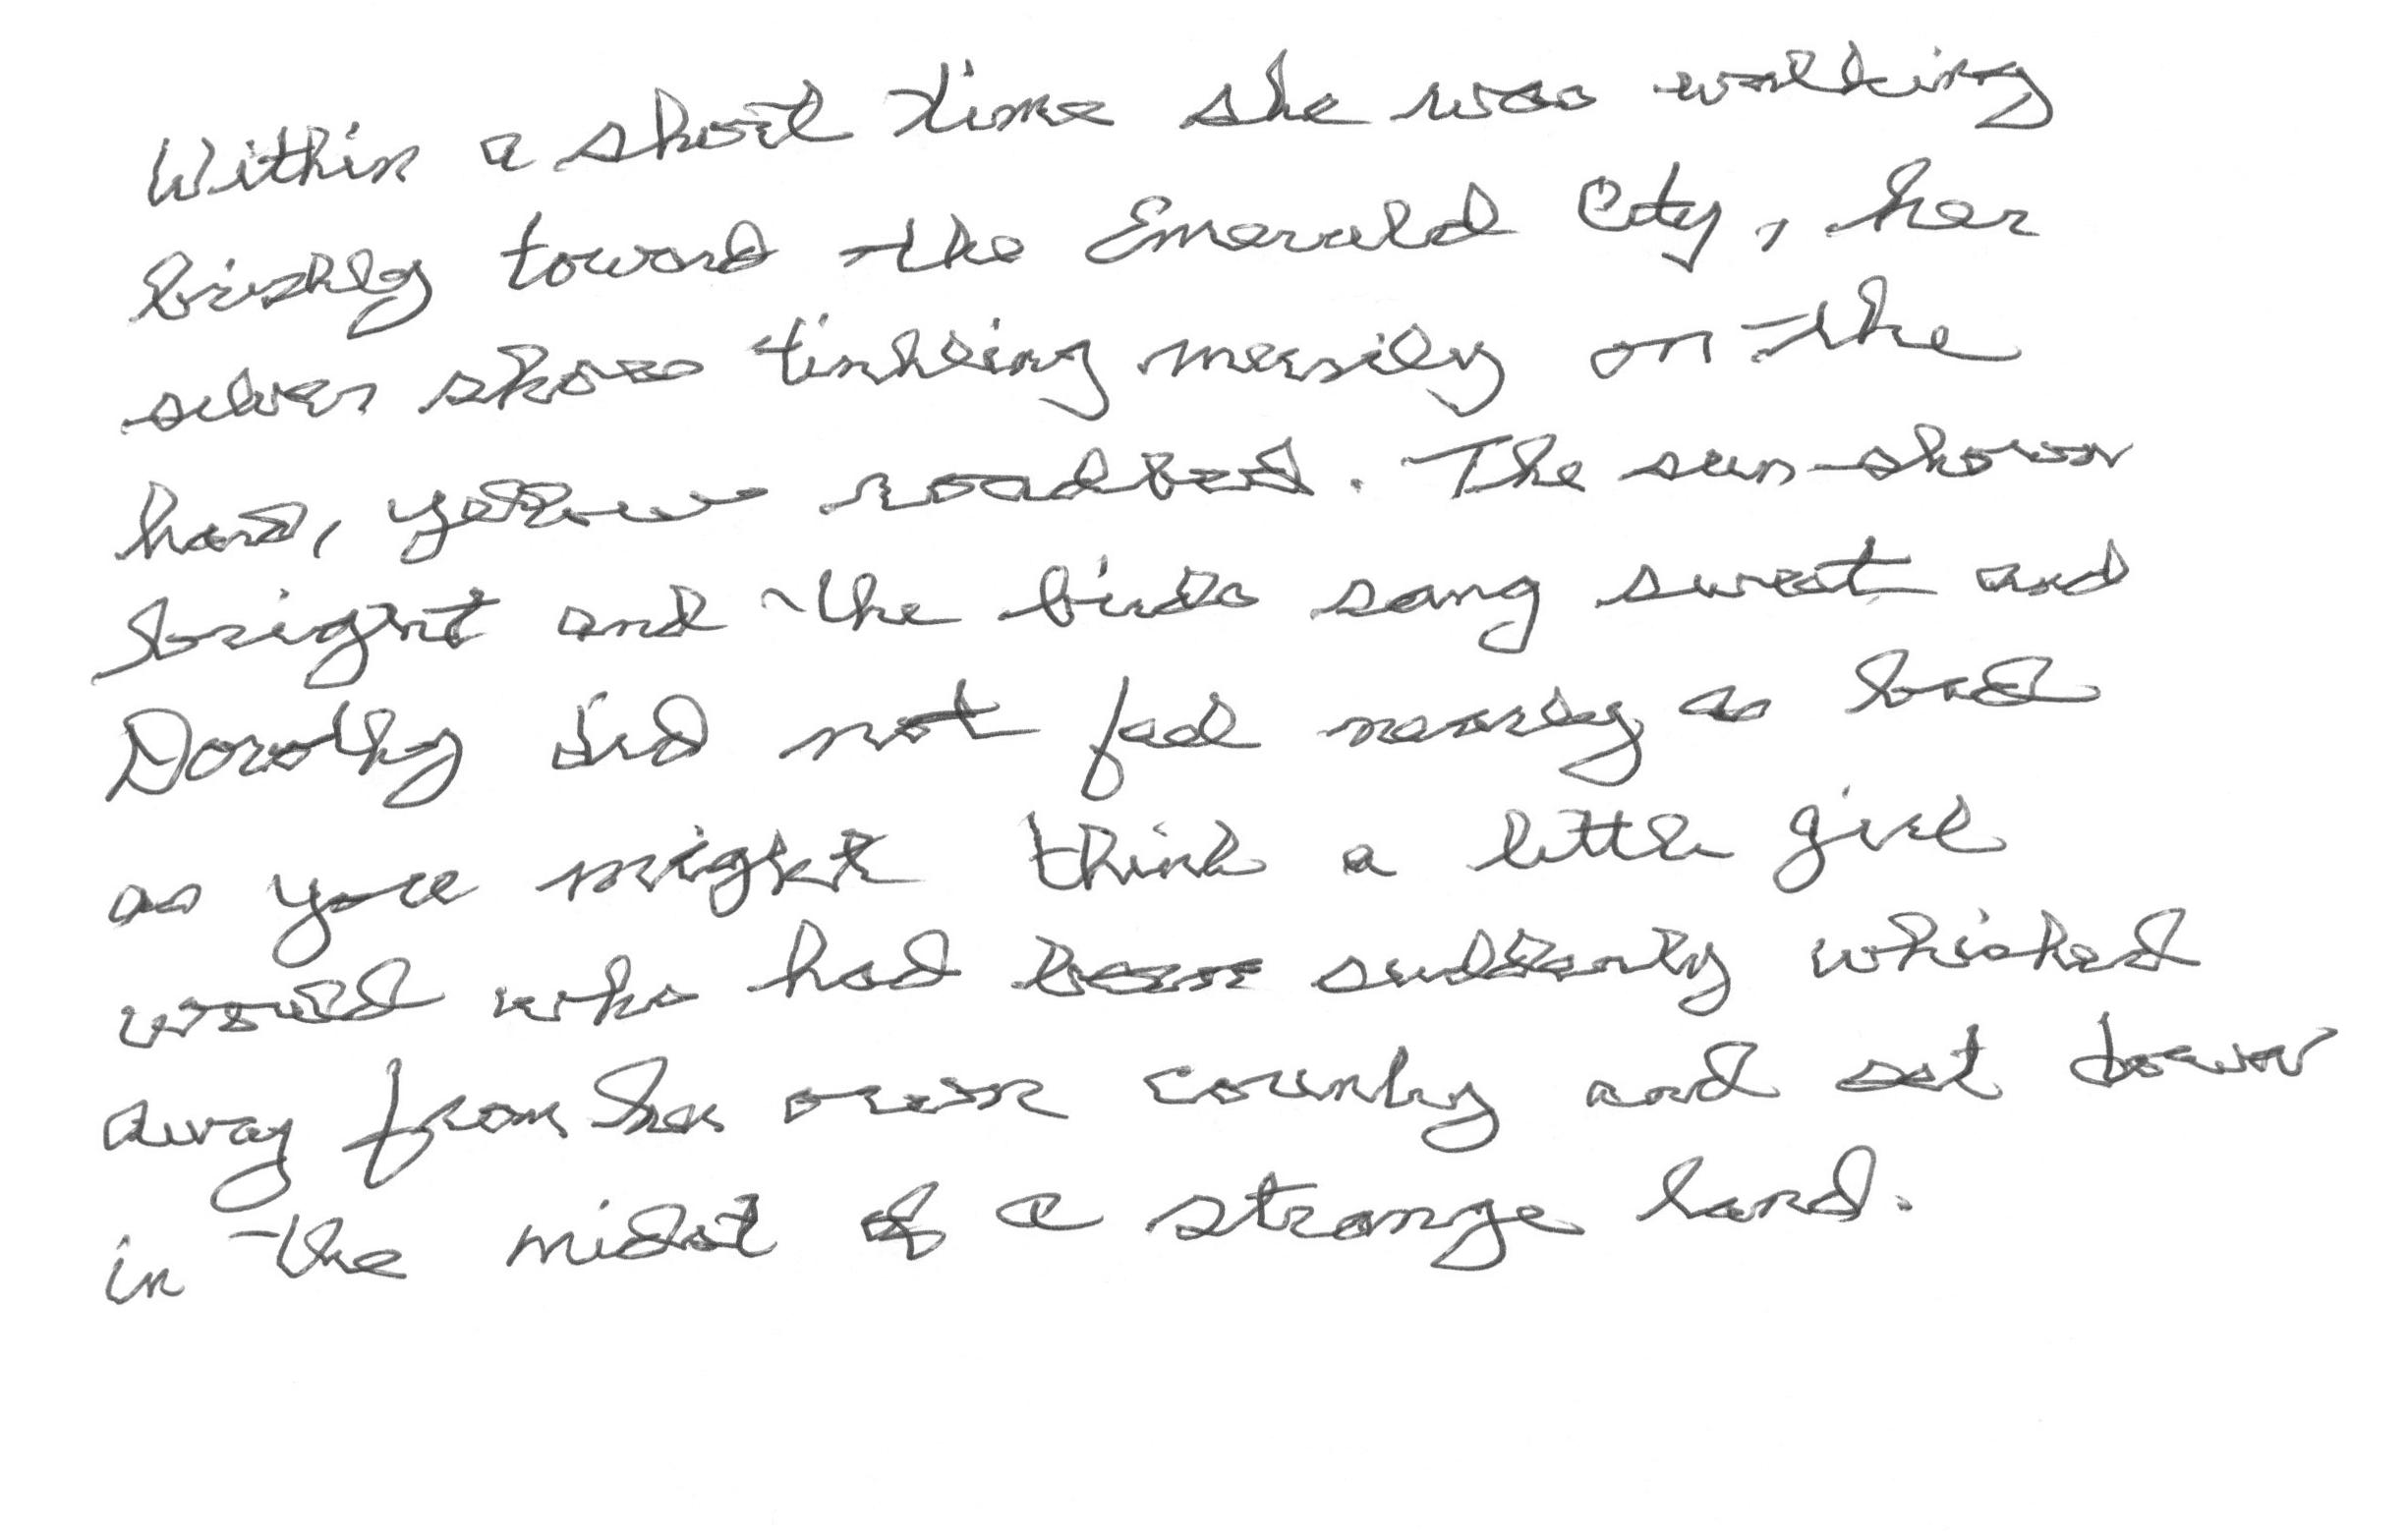 Within a short time she was walking
briskly toward the Emerald City, her
silver shoes tinkling merrily on the
hard, yellow roadbed. The sun shown
bright and the birds sang sweet and
Dorothy did not feel nearly as bad
as you might think a little girl
would who had been suddenly whisked
away from her own country and set down
in the midst of a strange land.